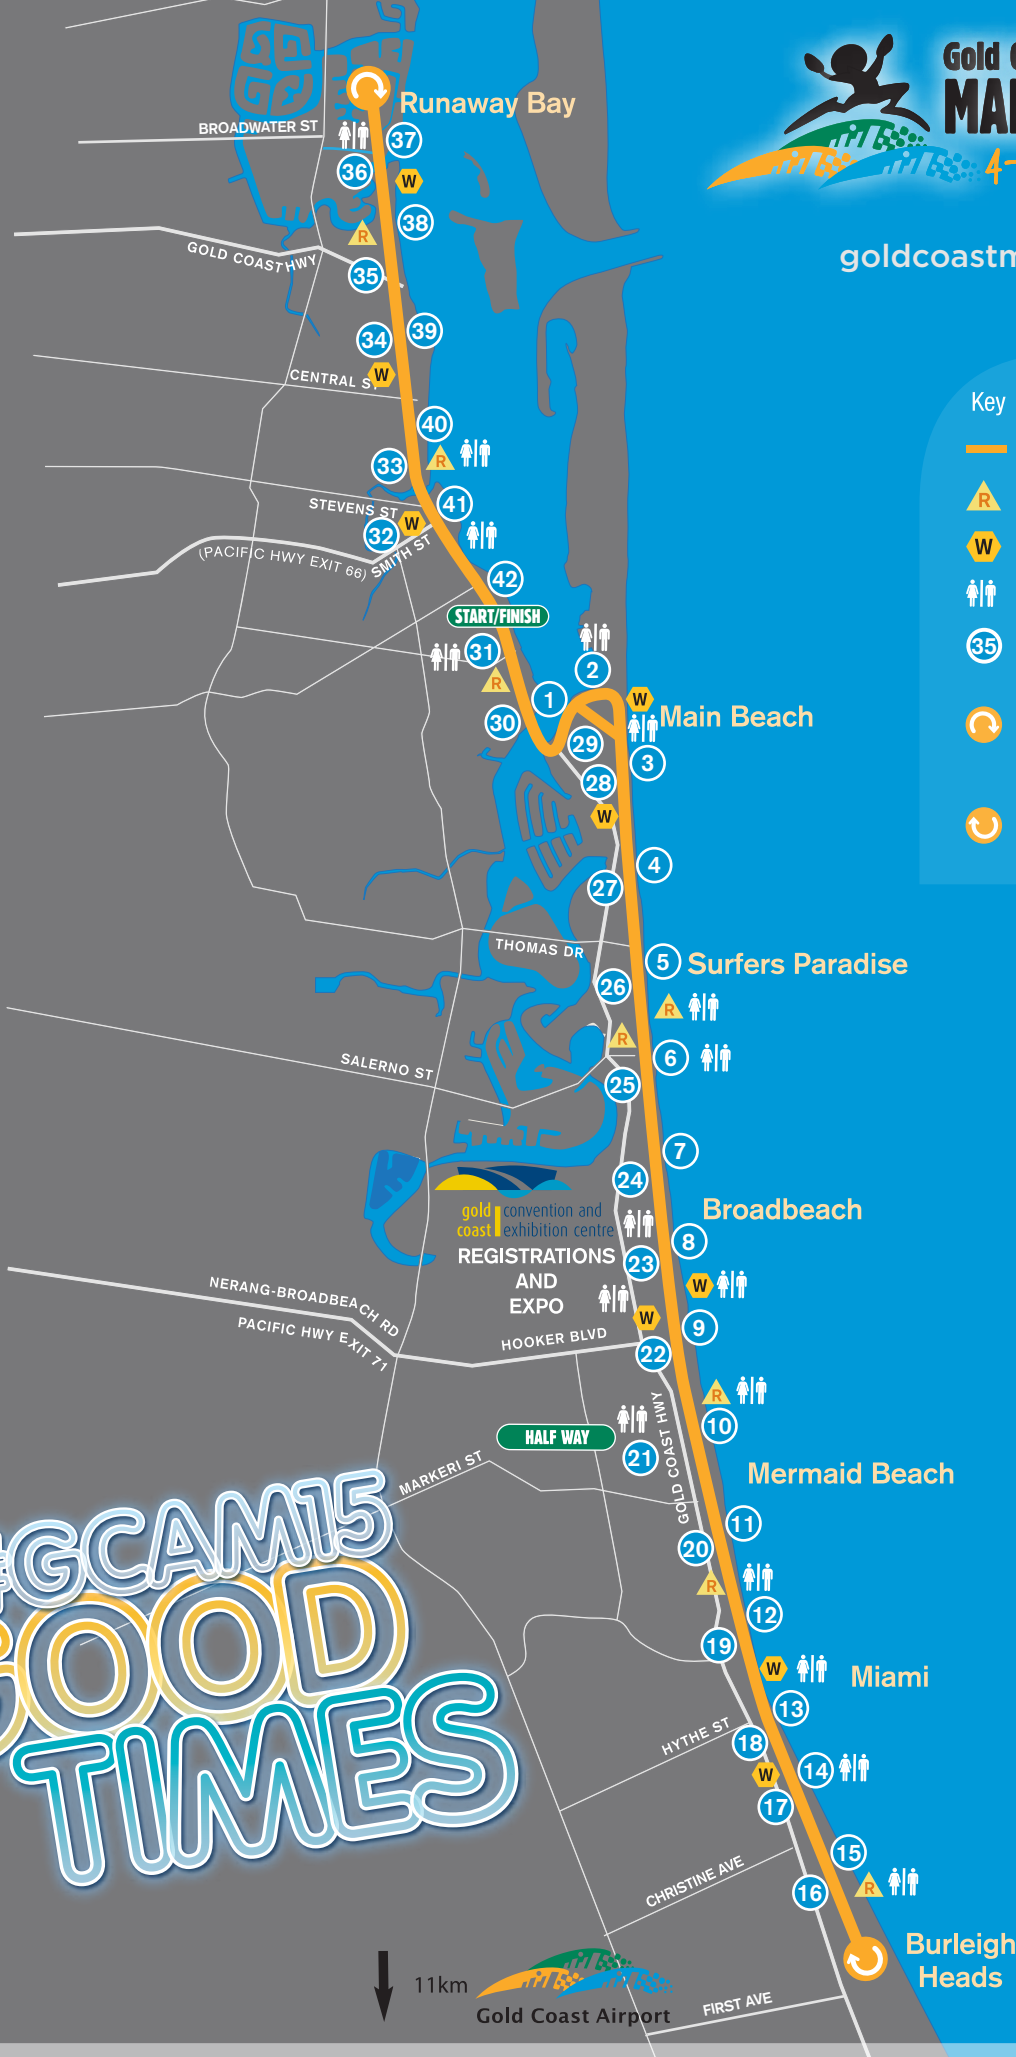 Gold C
MAR
4-
goldcoastm
Key
R
W
35
Runaway Bay
BROADWATER ST
37
36
W
38
R
GOLD COAST HWY
35
39
34
CENTRAL ST
W
40
33
R
STEVENS ST
41
W
32
(PACIFIC HWY EXIT 66)
SMITH ST
42
START/FINISH
31
R
2
1
W
Main Beach
30
29
3
28
W
4
27
THOMAS DR
5
Surfers Paradise
26
R
R
6
SALERNO ST
25
7
24
gold coast
convention and exhibition centre
Broadbeach
8
REGISTRATIONS
AND
EXPO
23
W
NERANG-BROADBEACH RD
PACIFIC HWY EXIT 71
W
9
HOOKER BLVD
22
R
10
GOLD COAST HWY
HALF WAY
21
MARKERI ST
Mermaid Beach
#GCAM15
GOOD
TIMES
11
20
R
12
19
W
Miami
13
HYTHE ST
18
14
W
17
15
CHRISTINE AVE
16
R
Burleigh
Heads
11km
Gold Coast Airport
FIRST AVE